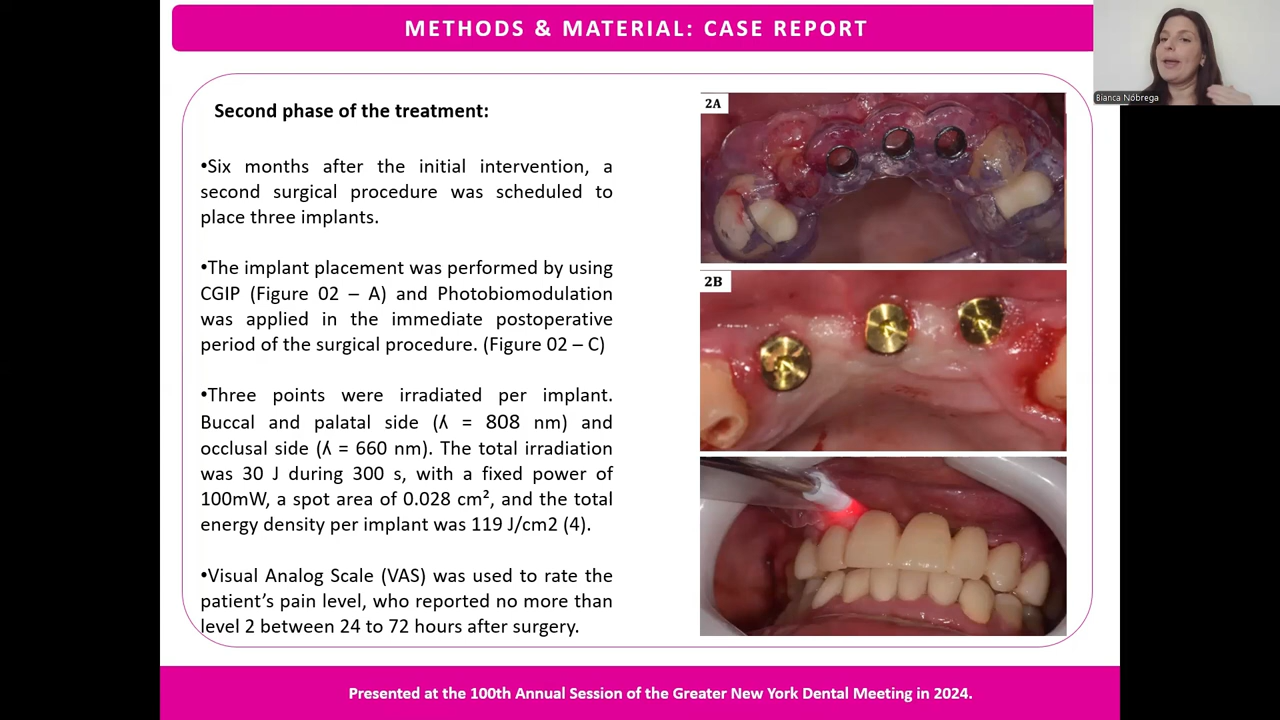 METHODS & MATERIAL: CASE REPORT
Bianca Nóbrega
Second phase of the treatment:
•Six months after the initial intervention, a
second surgical procedure was scheduled to
place three implants.
•The implant placement was performed by using
CGIP (Figure 02 – A) and Photobiomodulation
was applied in the immediate postoperative
period of the surgical procedure. (Figure 02 – C)
•Three points were irradiated per implant.
Buccal and palatal side (ʎ = 808 nm) and
occlusal side (ʎ = 660 nm). The total irradiation
was 30 J during 300 s, with a fixed power of
100mW, a spot area of 0.028 cm², and the total
energy density per implant was 119 J/cm2 (4).
•Visual Analog Scale (VAS) was used to rate the
patient’s pain level, who reported no more than
level 2 between 24 to 72 hours after surgery.
2A
2B
Presented at the 100th Annual Session of the Greater New York Dental Meeting in 2024.